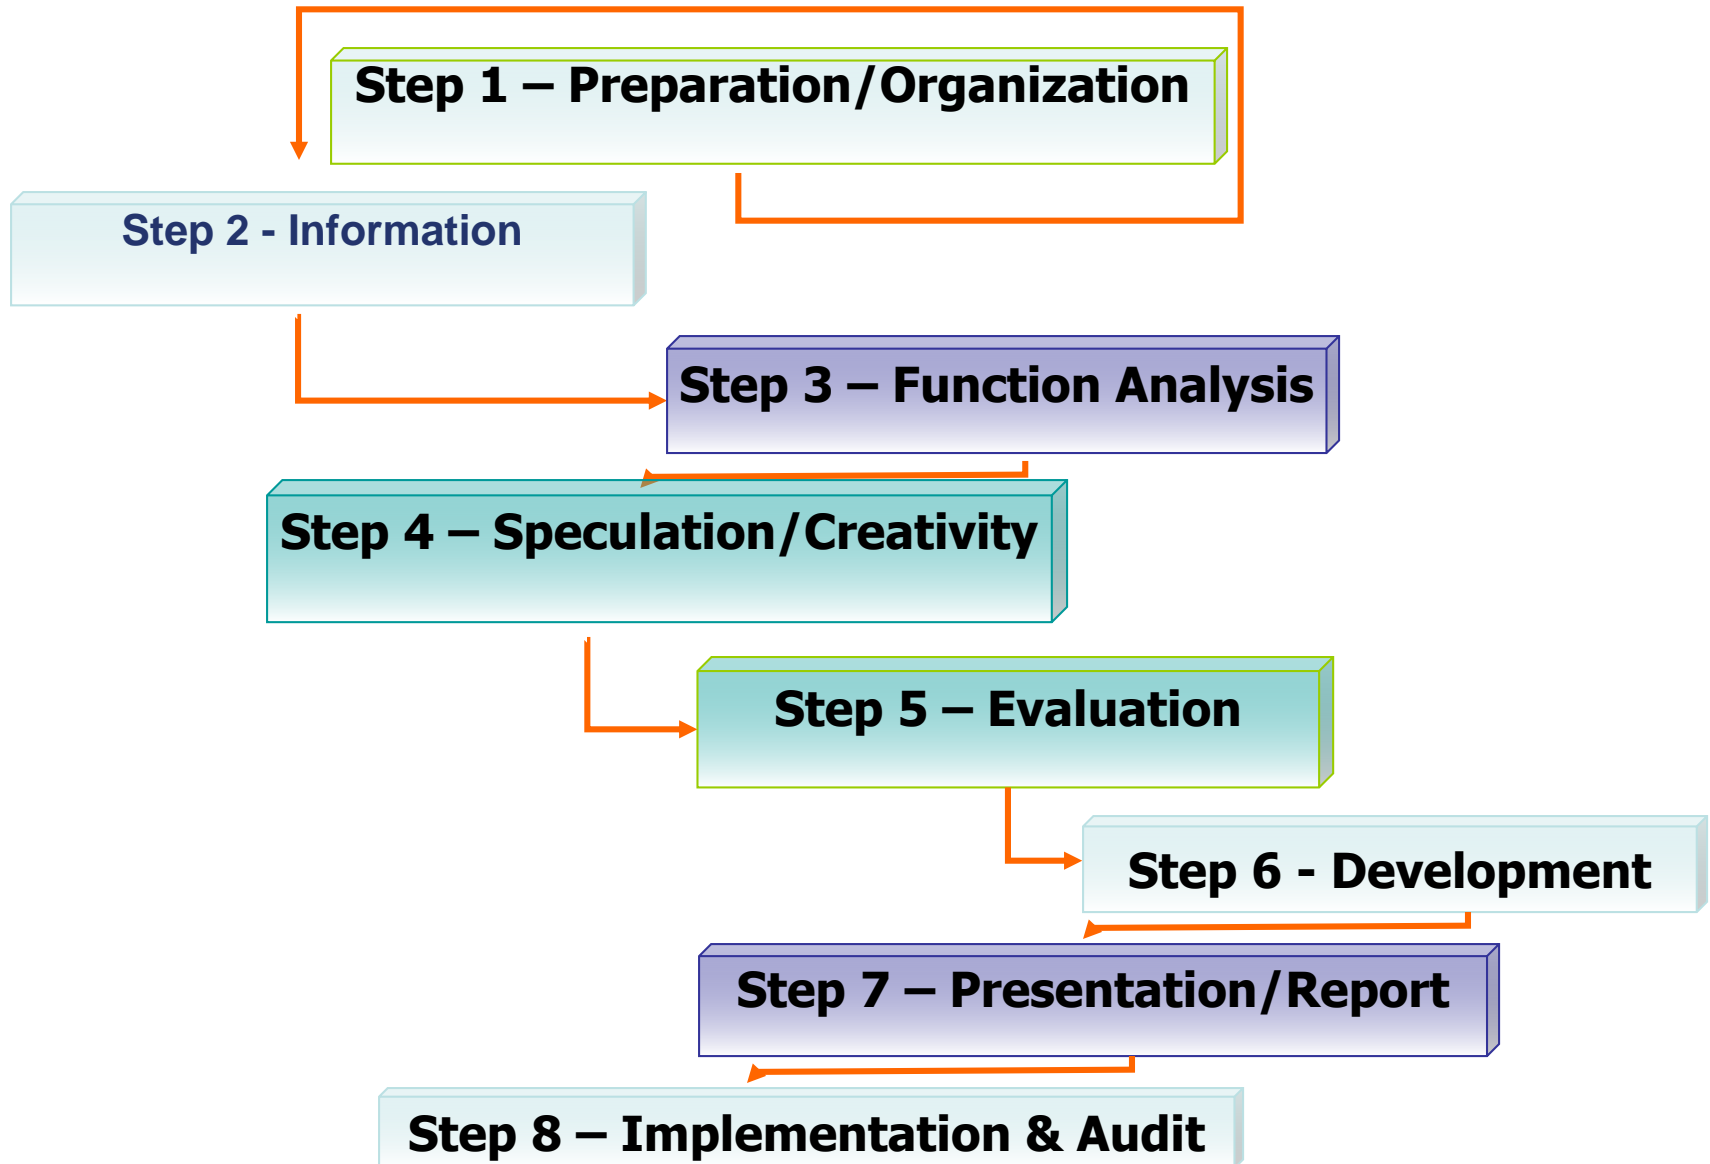 Step 1 – Preparation/Organization
Step 2 - Information
Step 3 – Function Analysis
Step 4 – Speculation/Creativity
Step 5 – Evaluation
Step 6 - Development
Step 7 – Presentation/Report
Step 8 – Implementation & Audit